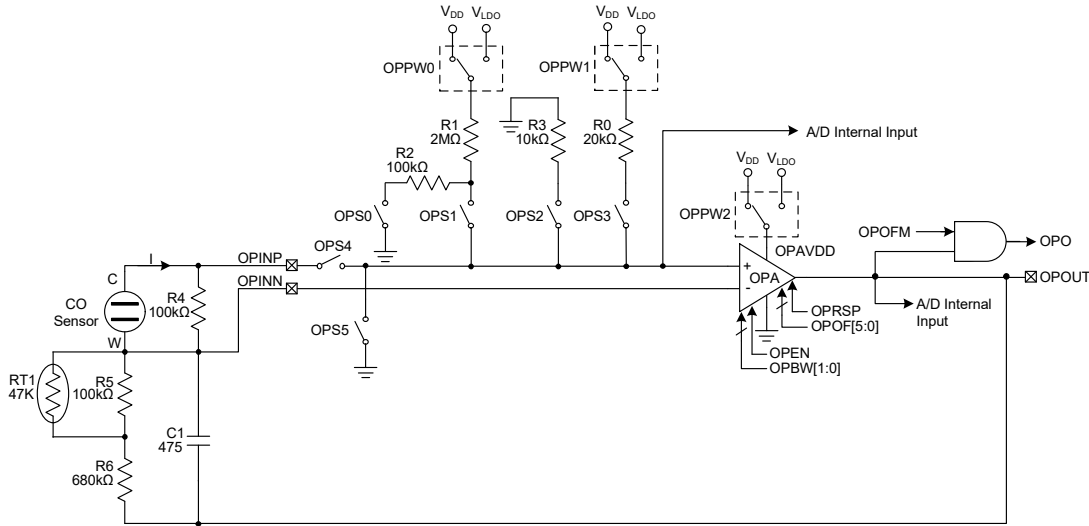 VDD VLDO
VDD VLDO
OPPW0
OPPW1
R1
2MΩ
R3
10kΩ
R0
20kΩ
A/D Internal Input
R2
100kΩ
VDD VLDO
OPS0
OPS1
OPS2
OPS3
OPPW2
OPOFM
OPO
OPS4
OPAVDD
I
OPINP
+
OPA
OPOUT
C
OPINN
-
CO
Sensor
R4
100kΩ
A/D Internal
Input
OPRSP
OPOF[5:0]
OPS5
W
OPEN
OPBW[1:0]
RT1
47K
R5
100kΩ
C1
475
R6
680kΩ